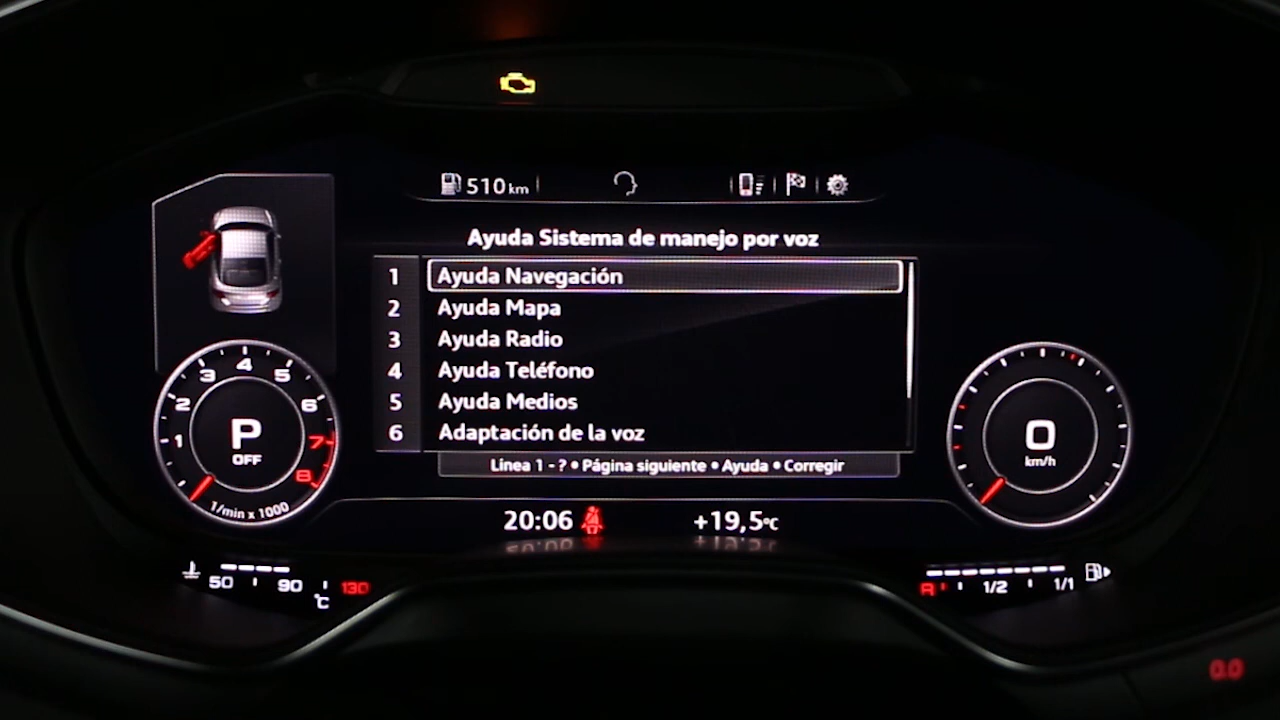 510 km
Ayuda Sistema de manejo por voz
1 Ayuda Navegación
2 Ayuda Mapa
3 Ayuda Radio
4 Ayuda Teléfono
5 Ayuda Medios
6 Adaptación de la voz
Línea 1 - ? • Página siguiente • Ayuda • Corregir
1 2 3 4 5 6 7 8
P
OFF
1/min x 1000
0
km/h
20:06
+19,5°C
50 90 130
°C
R 1/2 1/1
0.0